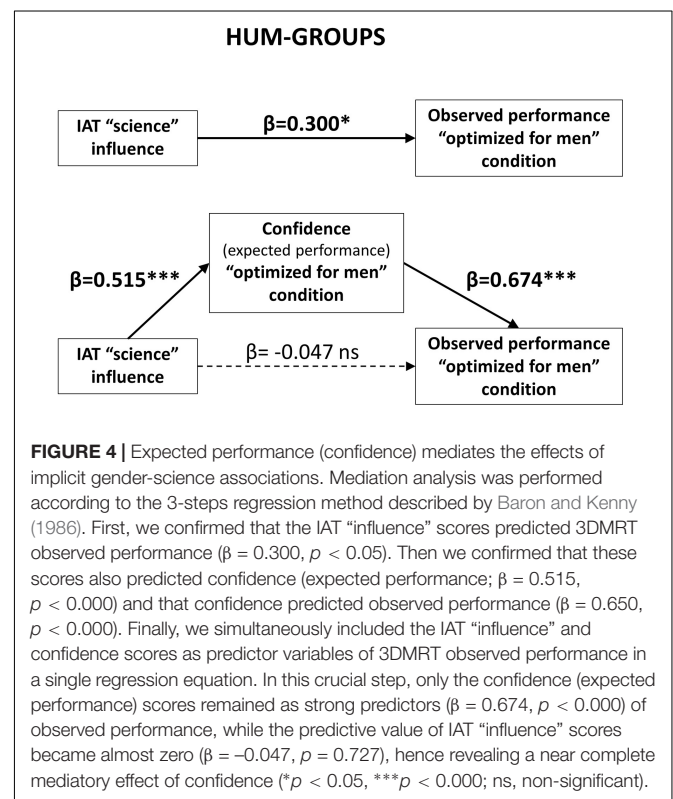 HUM-GROUPS
IAT “science”
influence
β=0.300*
Observed performance
“optimized for men”
condition
Confidence
(expected performance)
“optimized for men”
condition
β=0.515***
β=0.674***
IAT “science”
influence
β= -0.047 ns
Observed performance
“optimized for men”
condition
FIGURE 4 | Expected performance (confidence) mediates the effects of
implicit gender-science associations. Mediation analysis was performed
according to the 3-steps regression method described by Baron and Kenny
(1986). First, we confirmed that the IAT “influence” scores predicted 3DMRT
observed performance (β = 0.300, p < 0.05). Then we confirmed that these
scores also predicted confidence (expected performance; β = 0.515,
p < 0.000) and that confidence predicted observed performance (β = 0.650,
p < 0.000). Finally, we simultaneously included the IAT “influence” and
confidence scores as predictor variables of 3DMRT observed performance in
a single regression equation. In this crucial step, only the confidence (expected
performance) scores remained as strong predictors (β = 0.674, p < 0.000) of
observed performance, while the predictive value of IAT “influence” scores
became almost zero (β = –0.047, p = 0.727), hence revealing a near complete
mediatory effect of confidence (*p < 0.05, ***p < 0.000; ns, non-significant).